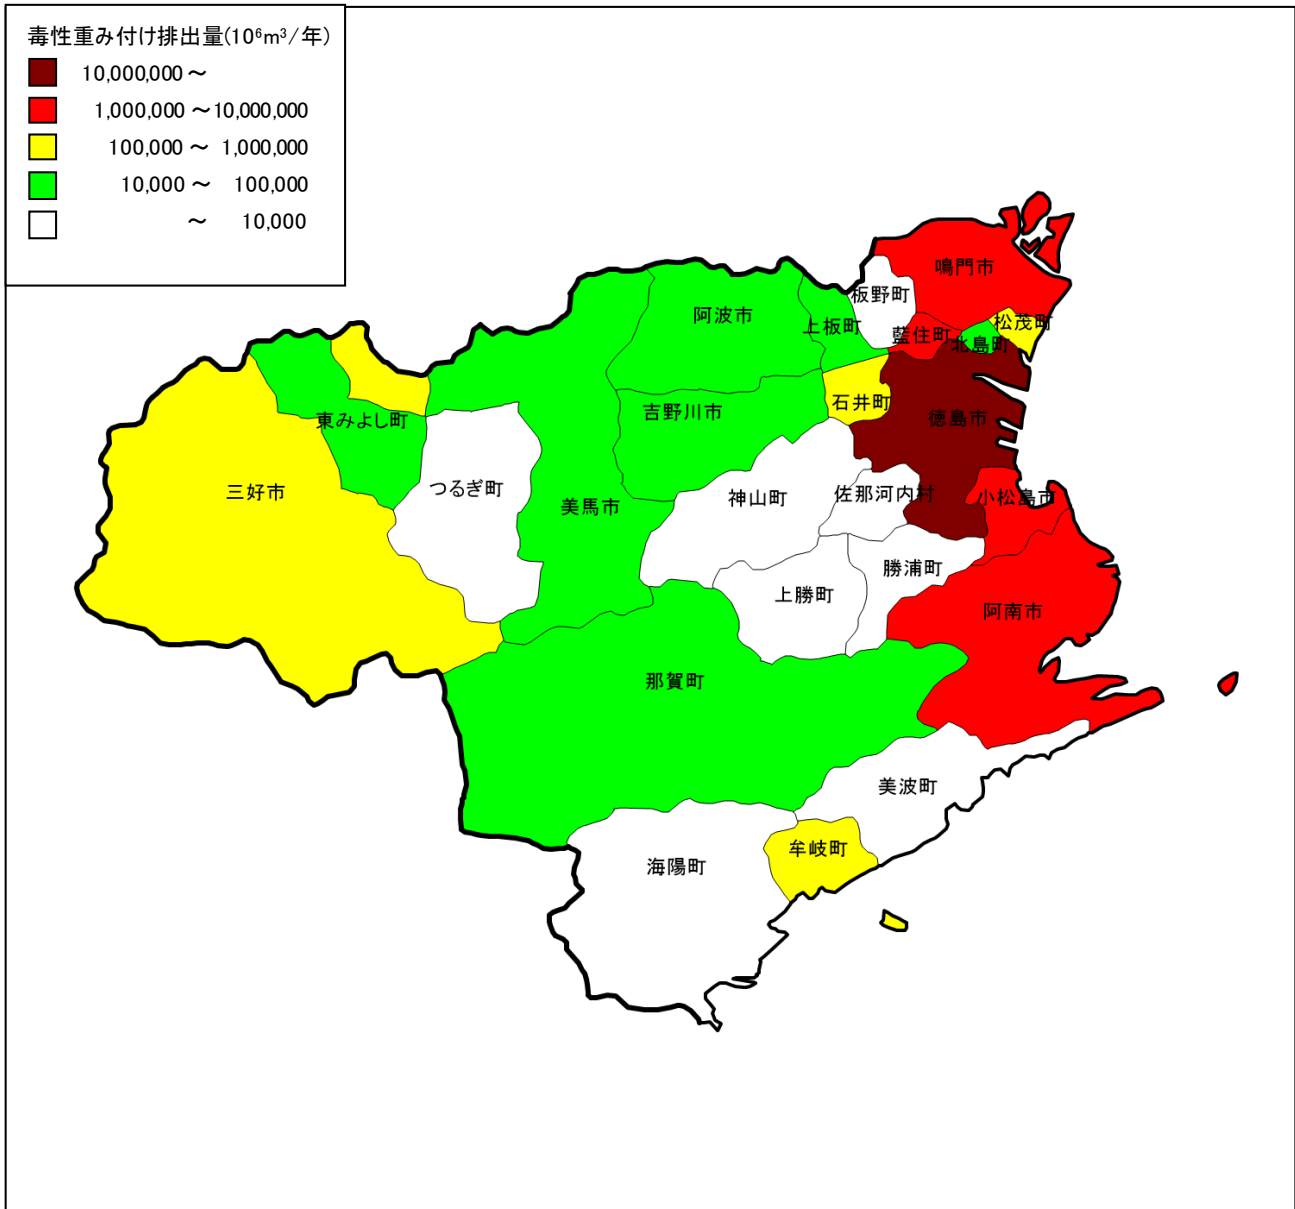 毒性重み付け排出量(10⁶m³/年)
10,000,000～
1,000,000 ～10,000,000
100,000 ～ 1,000,000
10,000 ～ 100,000
～ 10,000
鳴門市
板野町
阿波市
上板町
松茂町
藍住町
北島町
石井町
吉野川市
徳島市
東みよし町
三好市
つるぎ町
美馬市
神山町
佐那河内村
小松島市
勝浦町
上勝町
阿南市
那賀町
美波町
牟岐町
海陽町